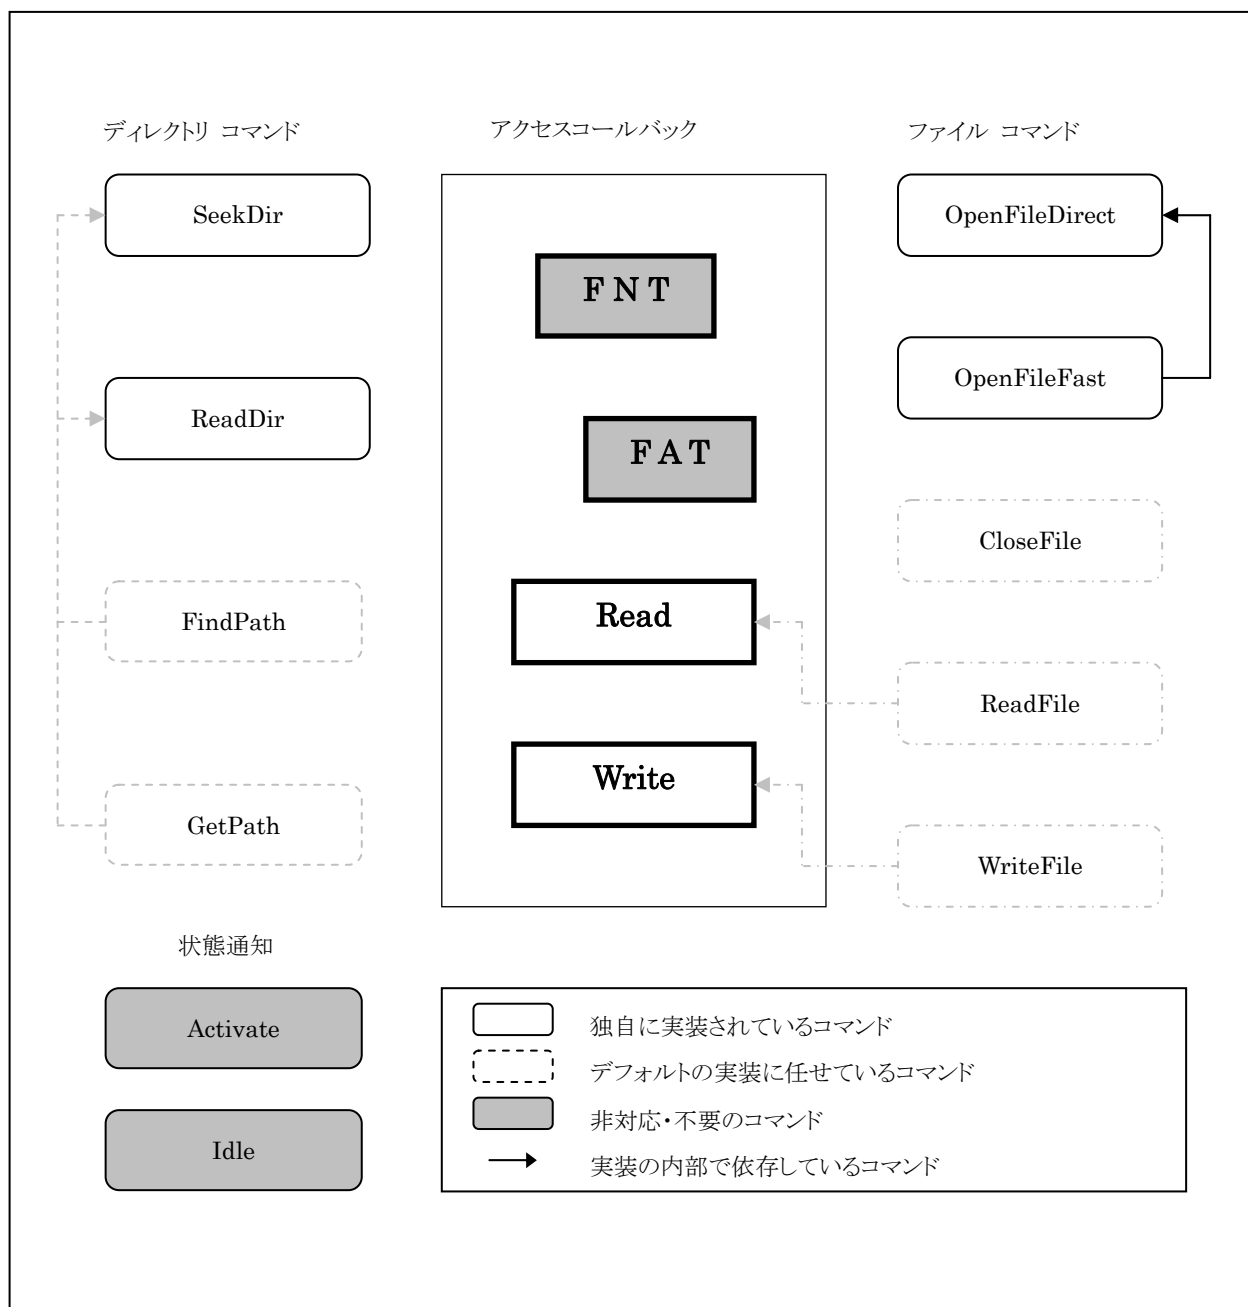 ディレクトリ コマンド
アクセスコールバック
ファイル コマンド
SeekDir
OpenFileDirect
FNT
OpenFileFast
ReadDir
FAT
CloseFile
FindPath
Read
ReadFile
GetPath
Write
WriteFile
状態通知
Activate
Idle
独自に実装されているコマンド
デフォルトの実装に任せているコマンド
非対応・不要のコマンド
実装の内部で依存しているコマンド